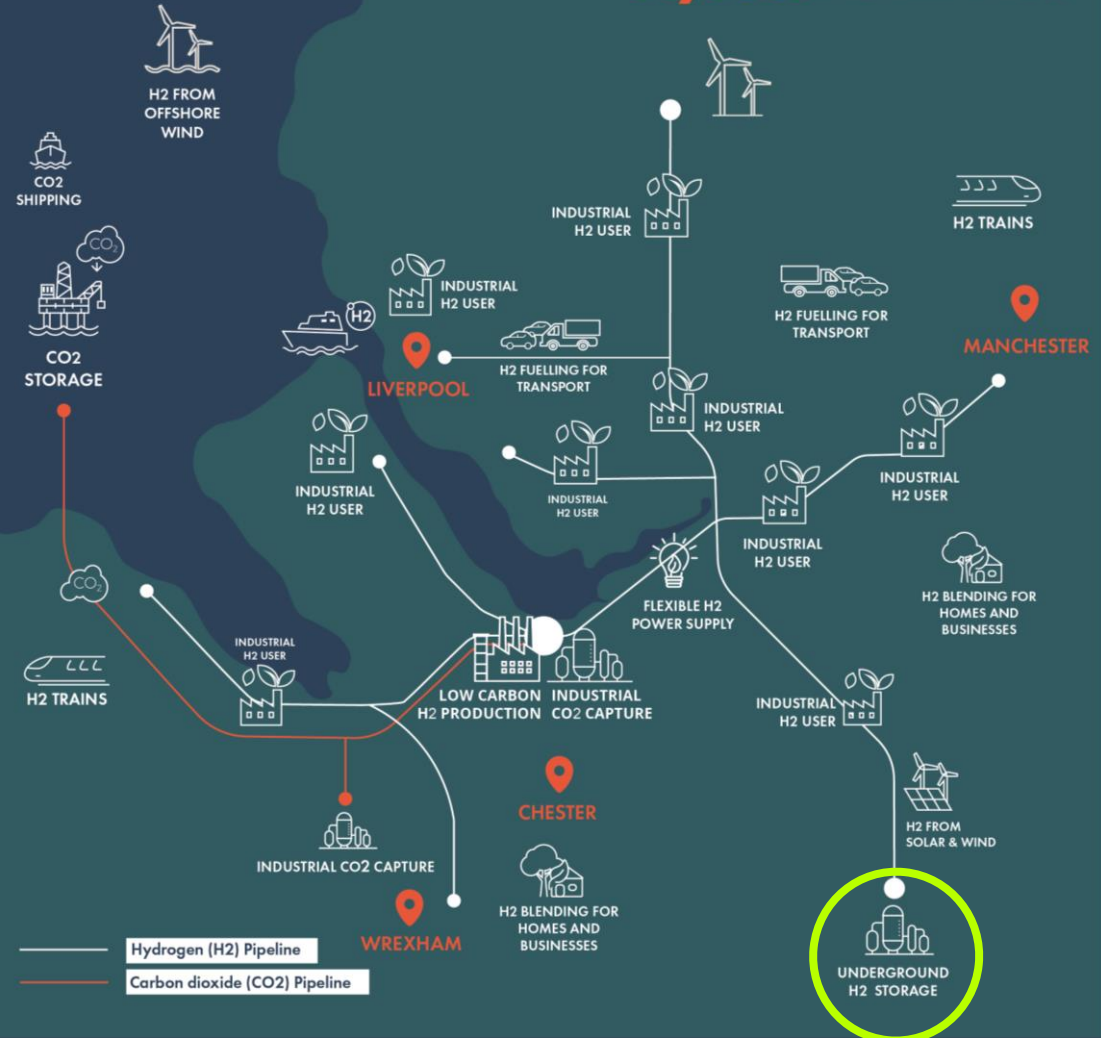 H2 FROM
OFFSHORE
WIND
CO2
SHIPPING
CO2
CO2
STORAGE
INDUSTRIAL
H2 USER
H2 TRAINS
INDUSTRIAL
H2 USER
H2
H2 FUELLING FOR
TRANSPORT
H2 FUELLING FOR
TRANSPORT
MANCHESTER
LIVERPOOL
INDUSTRIAL
H2 USER
INDUSTRIAL
H2 USER
INDUSTRIAL
H2 USER
INDUSTRIAL
H2 USER
INDUSTRIAL
H2 USER
CO2
FLEXIBLE H2
POWER SUPPLY
H2 BLENDING FOR
HOMES AND
BUSINESSES
INDUSTRIAL
H2 USER
H2 TRAINS
LOW CARBON
H2 PRODUCTION
INDUSTRIAL
CO2 CAPTURE
INDUSTRIAL
H2 USER
CHESTER
H2 FROM
SOLAR & WIND
INDUSTRIAL CO2 CAPTURE
H2 BLENDING FOR
HOMES AND
BUSINESSES
WREXHAM
Hydrogen (H2) Pipeline
Carbon dioxide (CO2) Pipeline
UNDERGROUND
H2 STORAGE